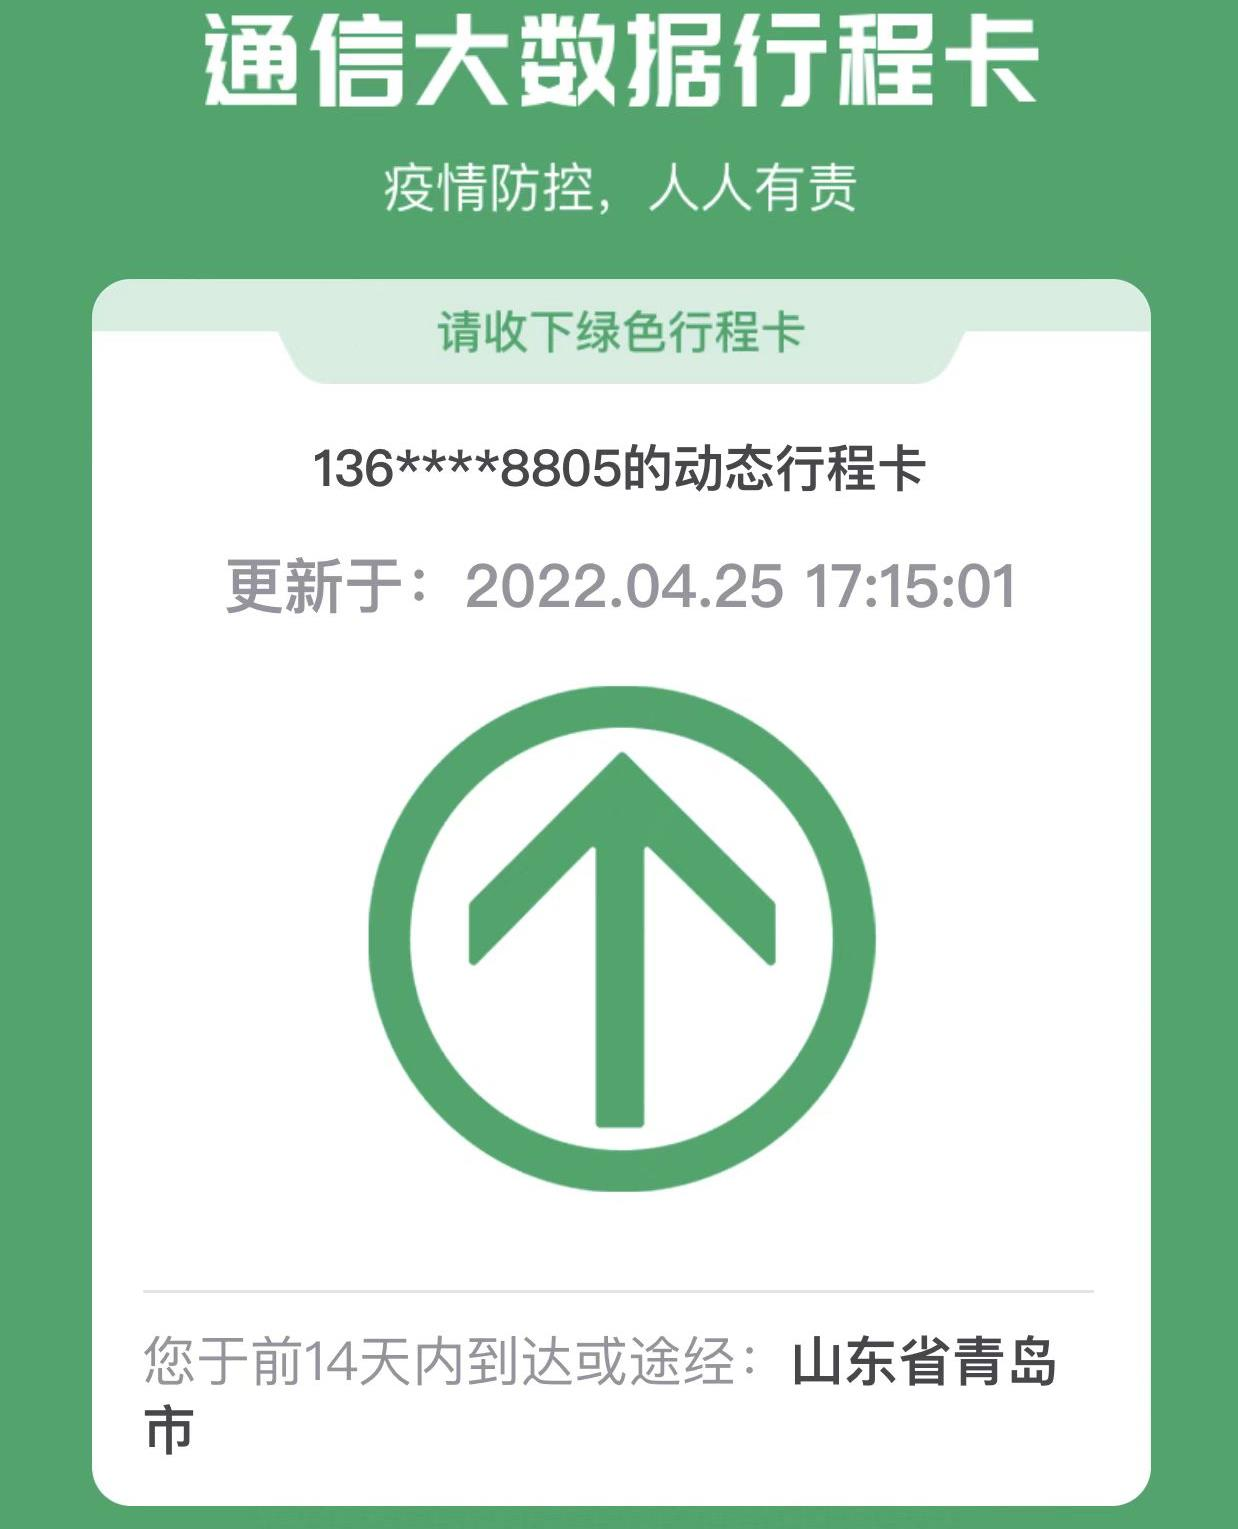 通信大数据行程卡
疫情防控，人人有责
请收下绿色行程卡
136****8805的动态行程卡
更新于：2022.04.25 17:15:01
您于前14天内到达或途经：山东省青岛
市